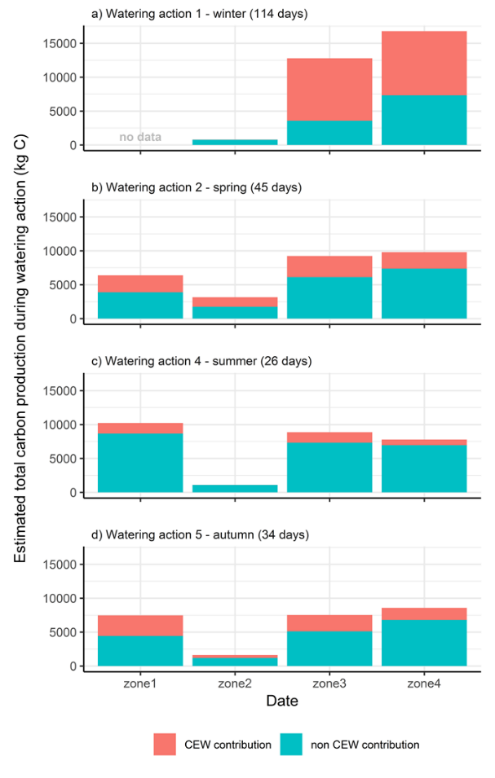 a) Watering action 1 - winter (114 days)
15000
10000
5000
0
no data
b) Watering action 2 - spring (45 days)
15000
10000
5000
0
c) Watering action 4 - summer (26 days)
15000
10000
5000
0
d) Watering action 5 - autumn (34 days)
15000
10000
5000
0
zone1 zone2 zone3 zone4
Date
Estimated total carbon production during watering action (kg C)
CEW contribution non CEW contribution